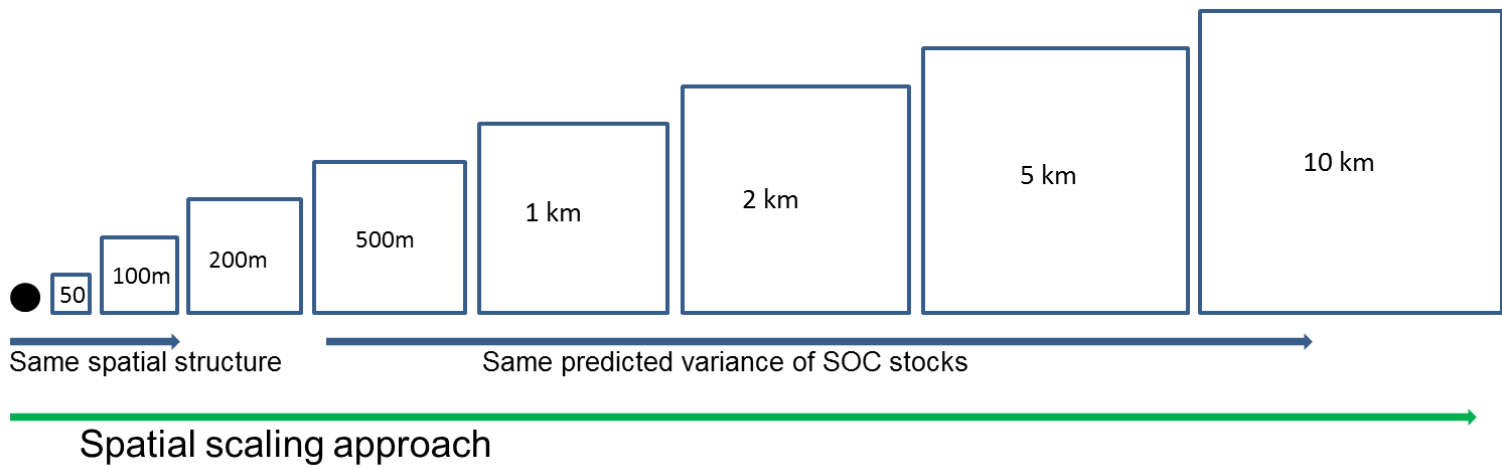 50
100m
200m
500m
1 km
2 km
5 km
10 km
Same spatial structure
Same predicted variance of SOC stocks
Spatial scaling approach